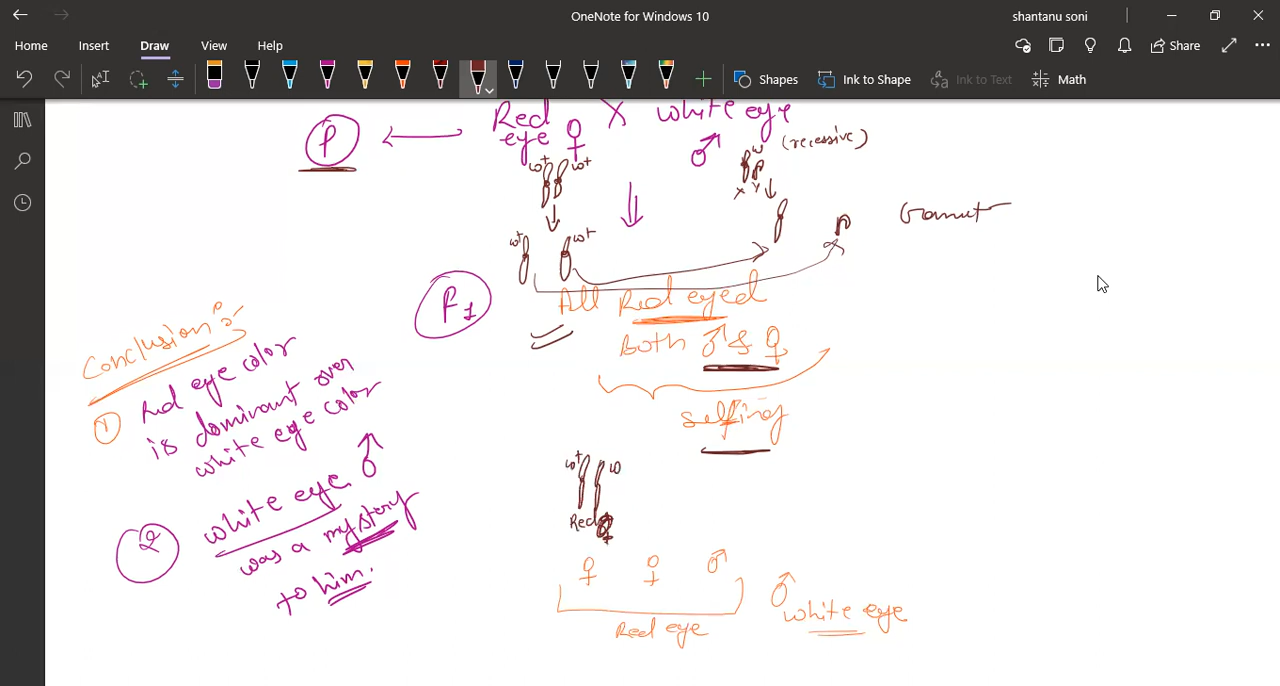 OneNote for Windows 10
shantanu soni
Home Insert Draw View Help
Share
Shapes
Ink to Shape
Ink to Text
Math
P
Red eye ♀ X white eye ♂
(recessive)
w+ w+
w
X Y
w+ w+
F1
All Red eyed
Both ♂ & ♀
selfing
Conclusion
① Red eye color
is dominant over
white eye color
② white eye ♂
was a mystery
to him.
w+ w
Red ♀
♀ ♀ ♂ ♂
Red eye
white eye